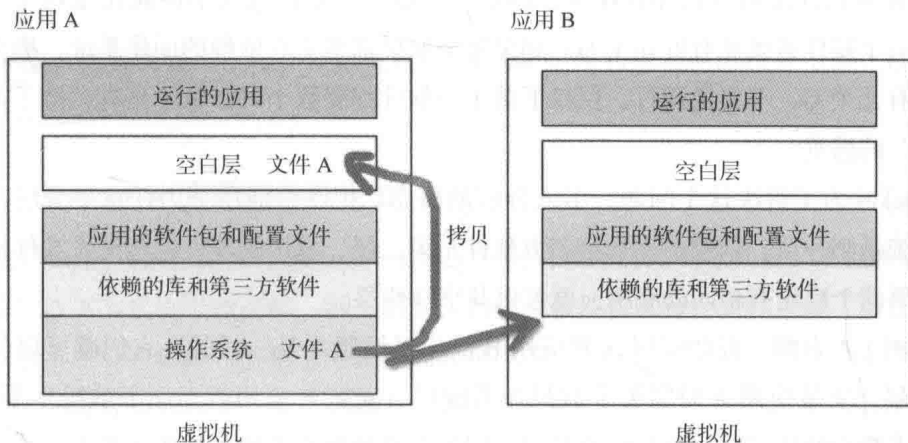 应用 A
应用 B
运行的应用
运行的应用
空白层 文件 A
空白层
应用的软件包和配置文件
拷贝
应用的软件包和配置文件
依赖的库和第三方软件
依赖的库和第三方软件
操作系统 文件 A
虚拟机
虚拟机